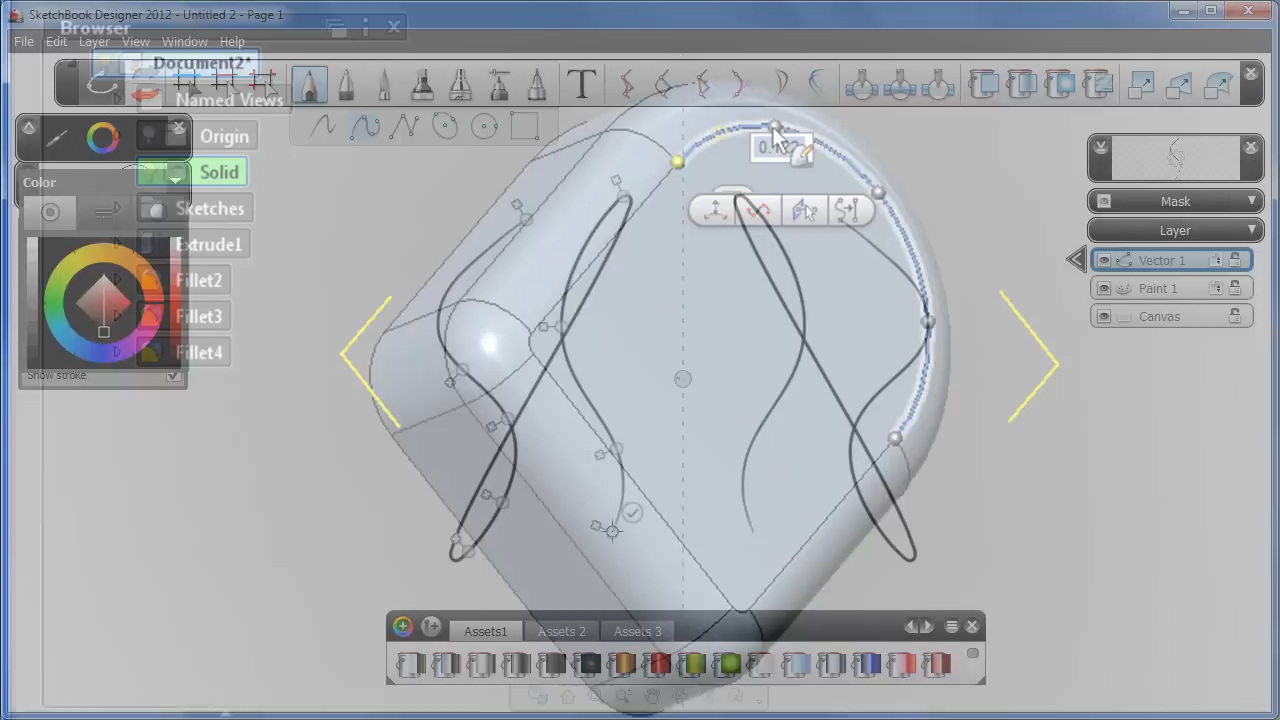 SketchBook Designer 2012 - Untitled 2 - Page 1
Browser
File Edit Layer View Window Help
Document2*
Named Views
Origin
Color
Solid
Sketches
Extrude1
Fillet2
Fillet3
Fillet4
Show stroke
T
Mask
Layer
Vector 1
Paint 1
Canvas
Assets1 Assets 2 Assets 3